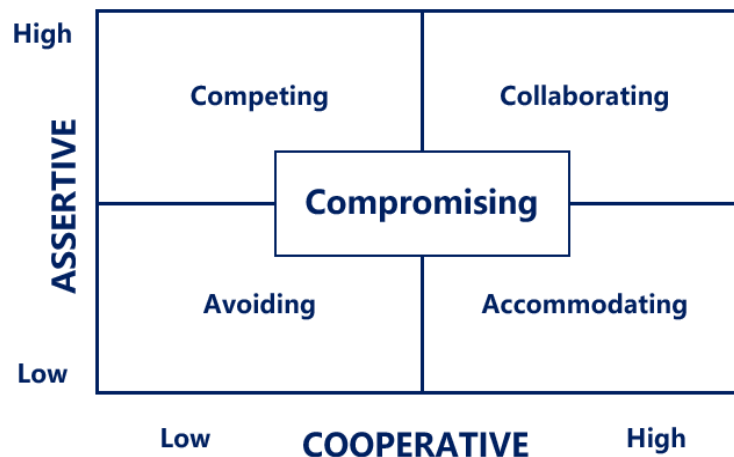 High
Competing
Collaborating
ASSERTIVE
Compromising
Avoiding
Accommodating
Low
Low
COOPERATIVE
High